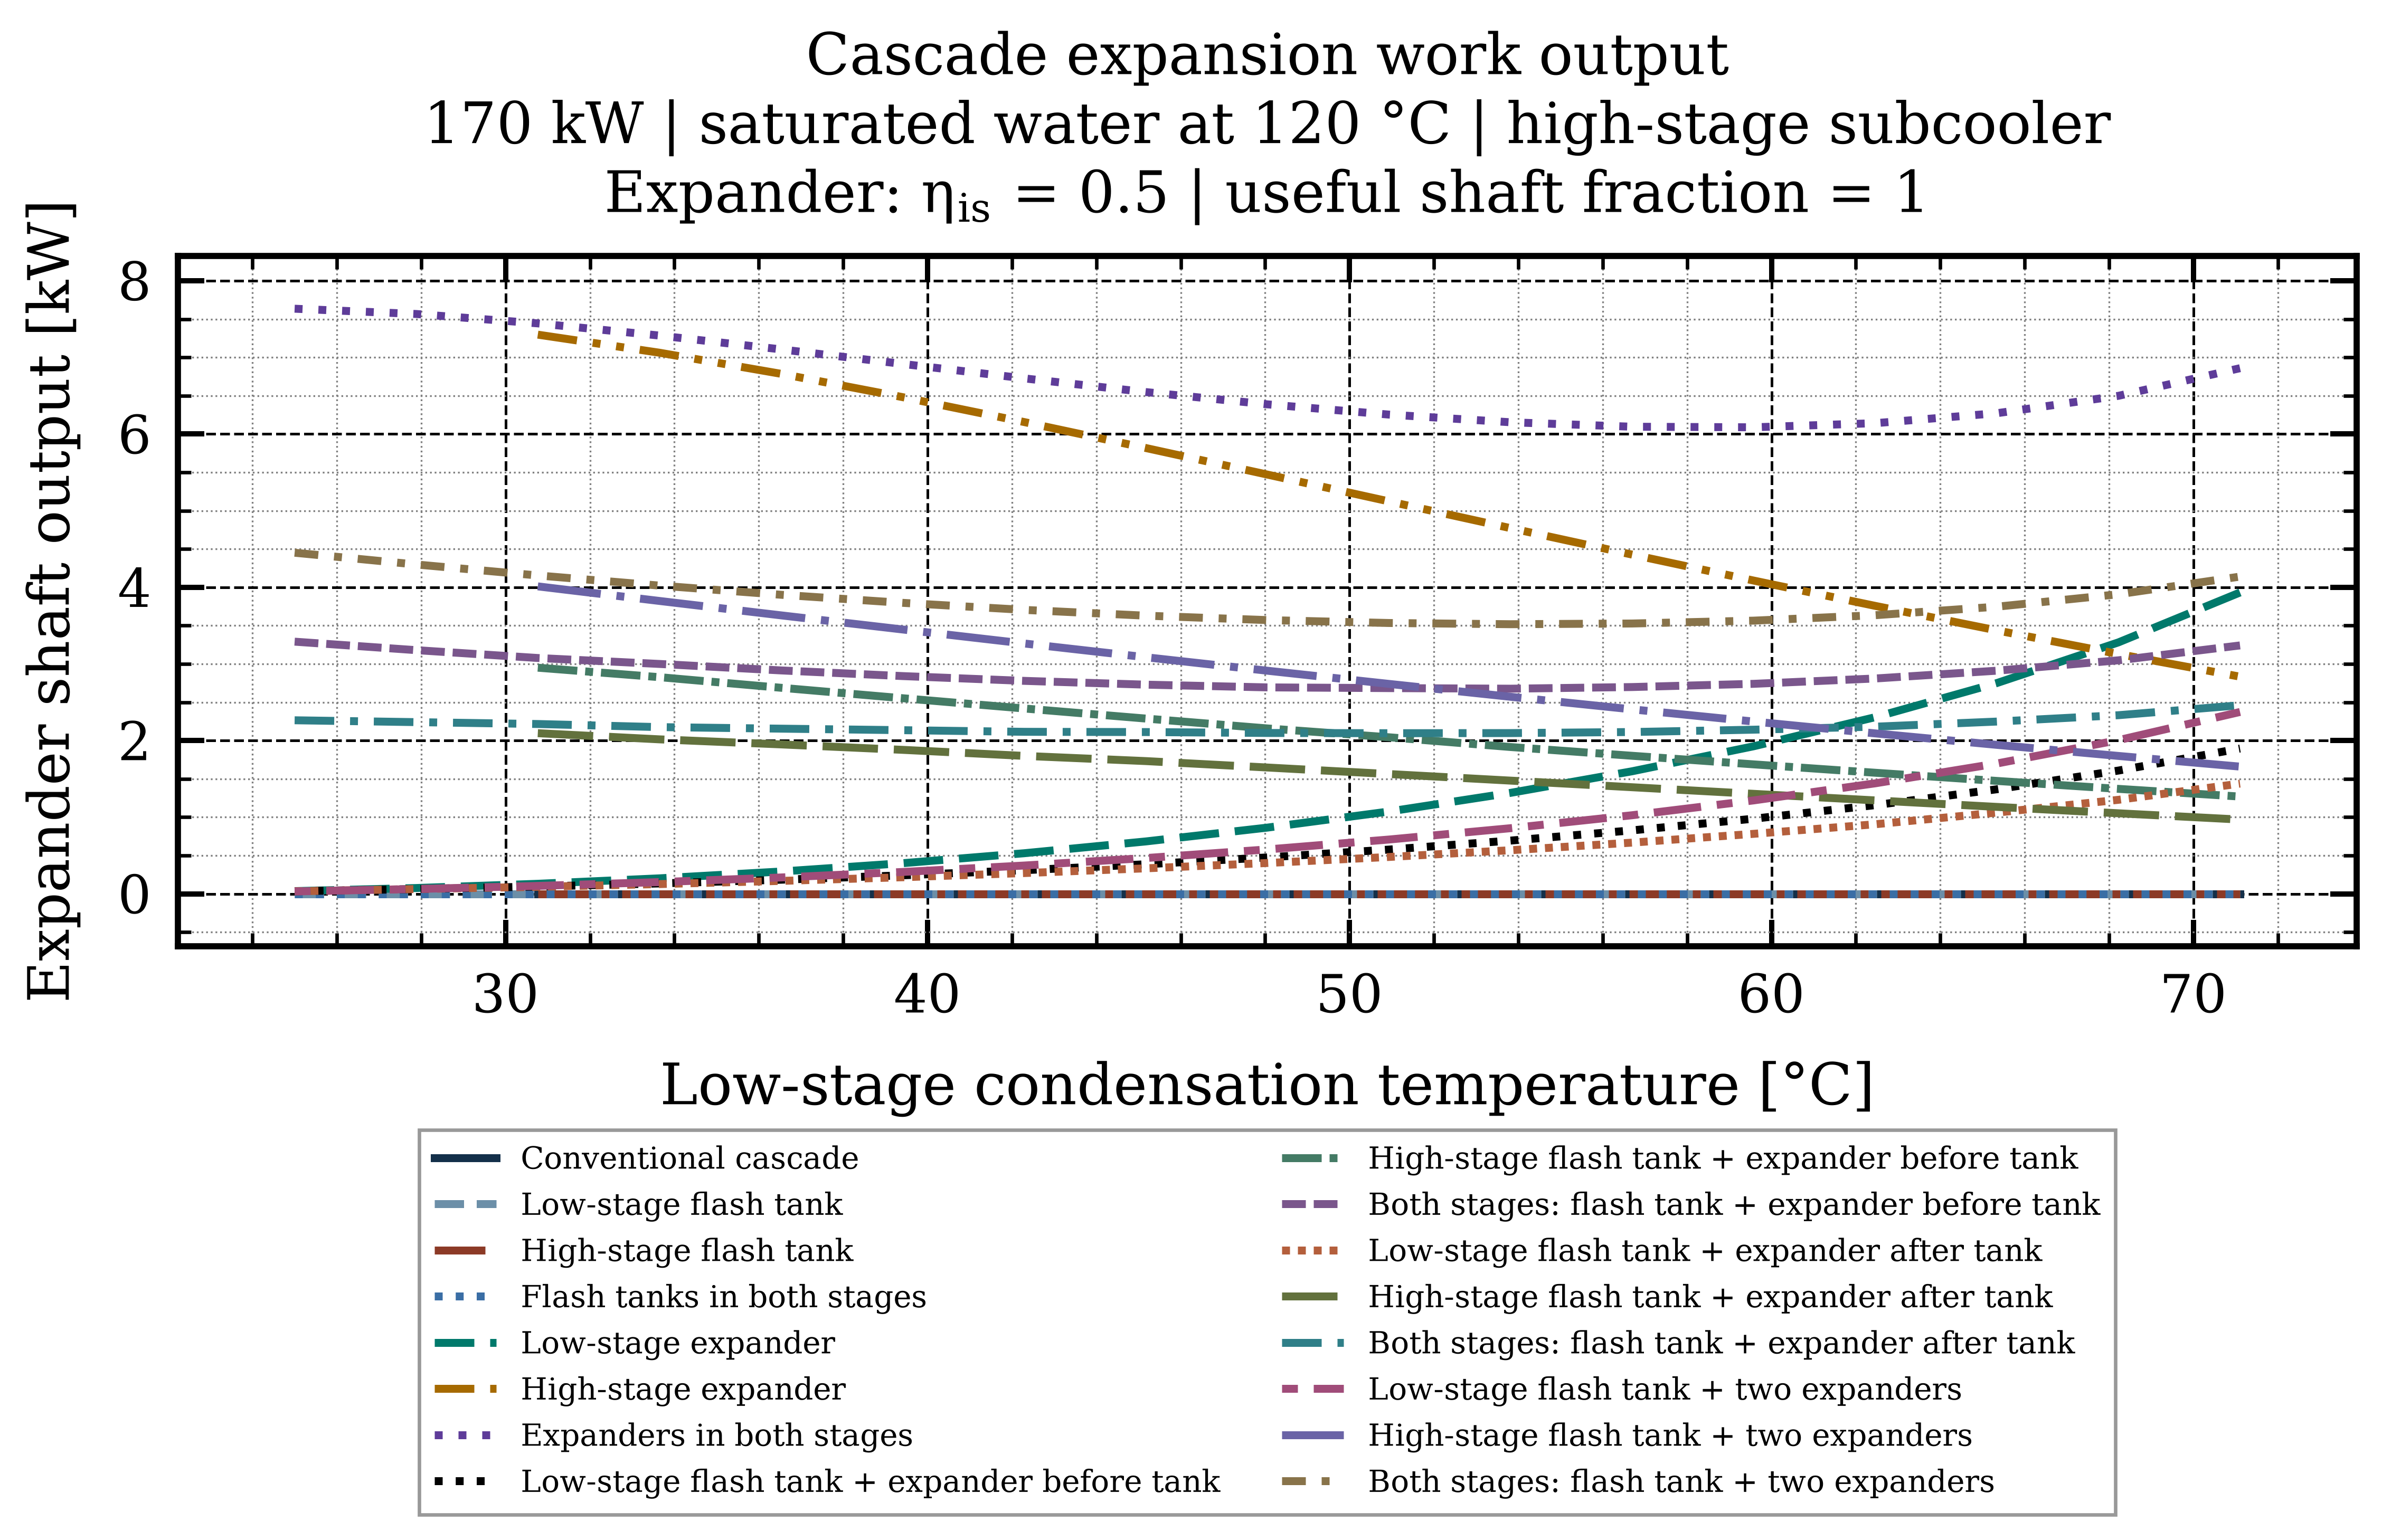 Cascade expansion work output
170 kW | saturated water at 120 °C | high-stage subcooler
Expander: ηis = 0.5 | useful shaft fraction = 1
Expander shaft output [kW]
8
6
4
2
0
30 40 50 60 70
Low-stage condensation temperature [°C]
Conventional cascade
Low-stage flash tank
High-stage flash tank
Flash tanks in both stages
Low-stage expander
High-stage expander
Expanders in both stages
Low-stage flash tank + expander before tank
High-stage flash tank + expander before tank
Both stages: flash tank + expander before tank
Low-stage flash tank + expander after tank
High-stage flash tank + expander after tank
Both stages: flash tank + expander after tank
Low-stage flash tank + two expanders
High-stage flash tank + two expanders
Both stages: flash tank + two expanders